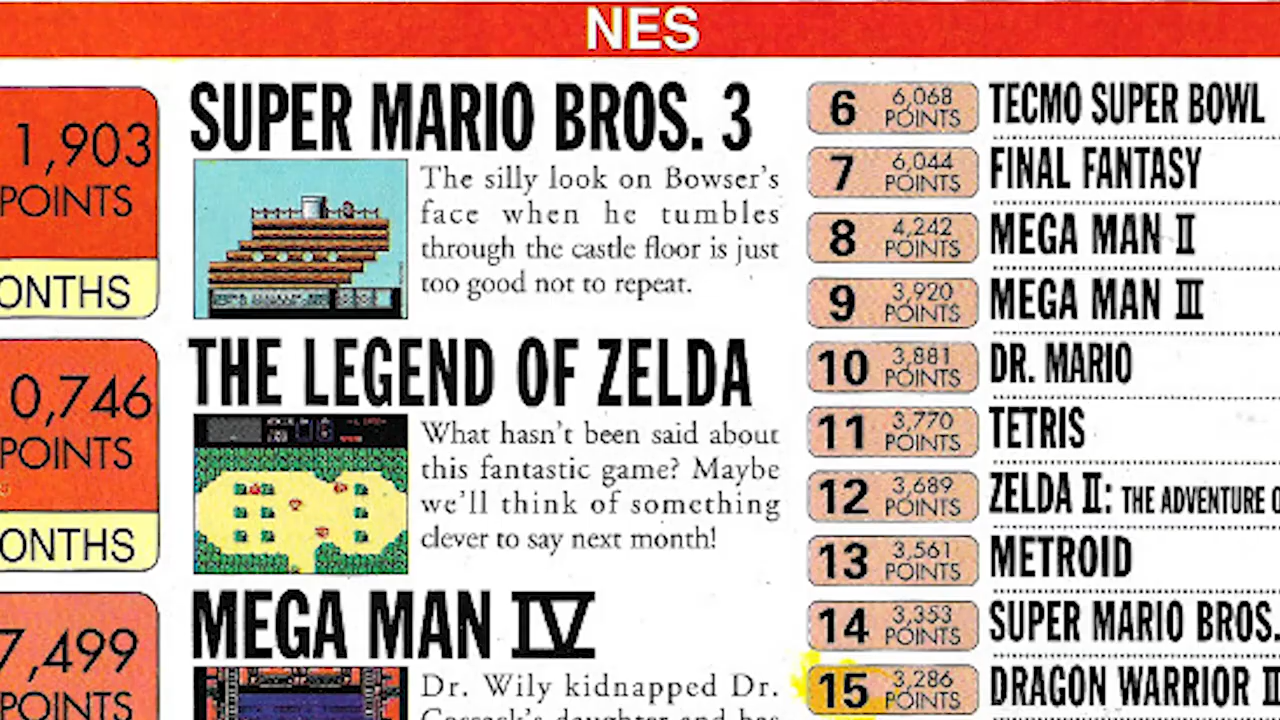 NES
1,903
POINTS
ONTHS
SUPER MARIO BROS. 3
The silly look on Bowser's
face when he tumbles
through the castle floor is just
too good not to repeat.
0,746
POINTS
ONTHS
THE LEGEND OF ZELDA
What hasn't been said about
this fantastic game? Maybe
we'll think of something
clever to say next month!
7,499
POINTS
MEGA MAN IV
Dr. Wily kidnapped Dr.
Cossack's daughter and has
6 6,068 POINTS TECMO SUPER BOWL
7 6,044 POINTS FINAL FANTASY
8 4,242 POINTS MEGA MAN II
9 3,920 POINTS MEGA MAN III
10 3,881 POINTS DR. MARIO
11 3,770 POINTS TETRIS
12 3,689 POINTS ZELDA II: THE ADVENTURE O
13 3,561 POINTS METROID
14 3,353 POINTS SUPER MARIO BROS.
15 3,286 POINTS DRAGON WARRIOR I